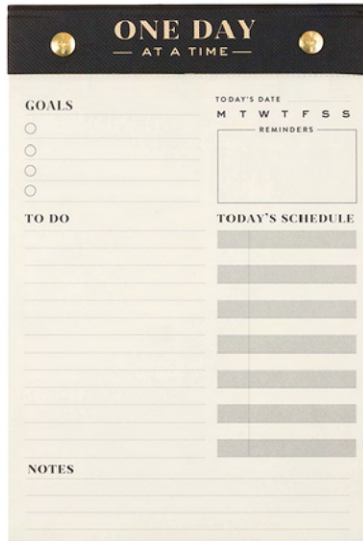 ONE DAY
AT A TIME
GOALS
TODAY'S DATE
M T W T F S S
REMINDERS
TO DO
TODAY'S SCHEDULE
NOTES